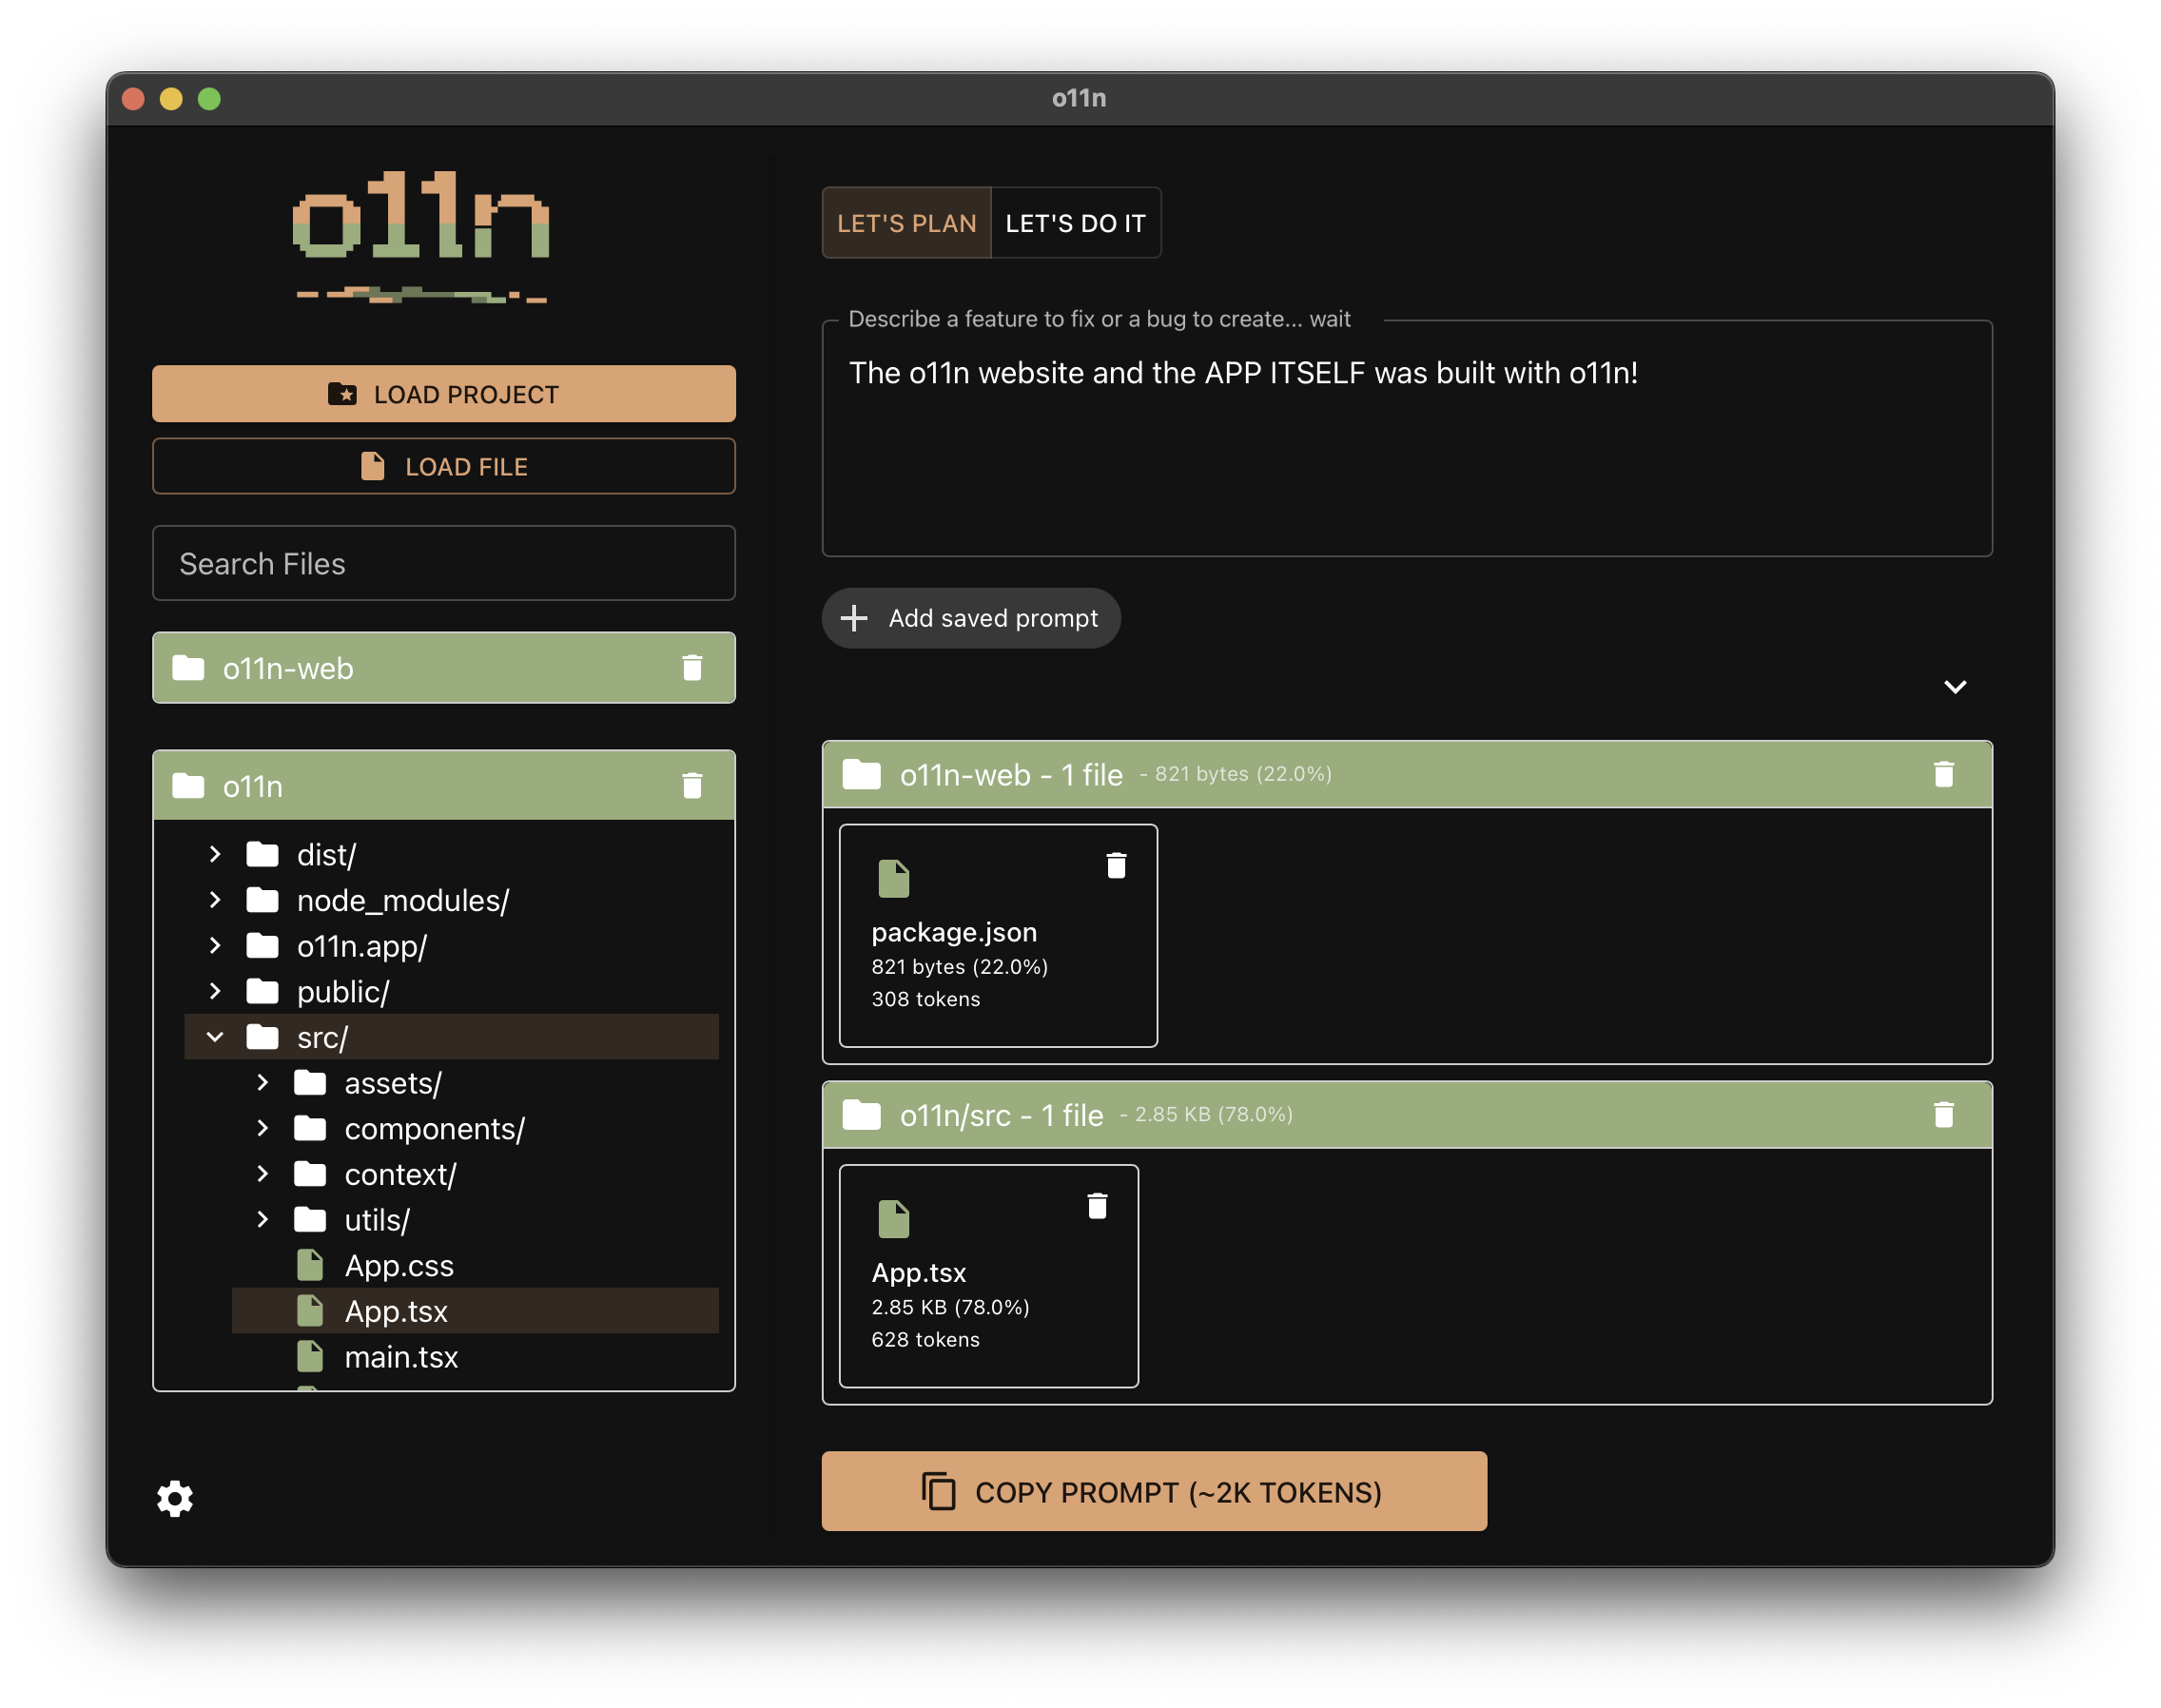 o11n
o11n
LOAD PROJECT
LOAD FILE
Search Files
o11n-web
o11n
dist/
node_modules/
o11n.app/
public/
src/
assets/
components/
context/
utils/
App.css
App.tsx
main.tsx
LET'S PLAN
LET'S DO IT
Describe a feature to fix or a bug to create... wait
The o11n website and the APP ITSELF was built with o11n!
Add saved prompt
o11n-web - 1 file - 821 bytes (22.0%)
package.json
821 bytes (22.0%)
308 tokens
o11n/src - 1 file - 2.85 KB (78.0%)
App.tsx
2.85 KB (78.0%)
628 tokens
COPY PROMPT (~2K TOKENS)